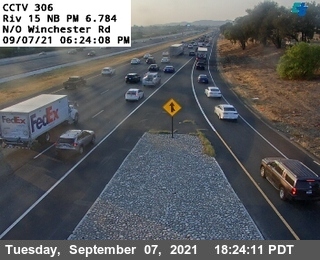 CCTV 306
Riv 15 NB PM 6.784
N/O Winchester Rd
09/07/21 06:24:08 PM
FedEx
FedEx
Tuesday, September 07, 2021 18:24:11 PDT